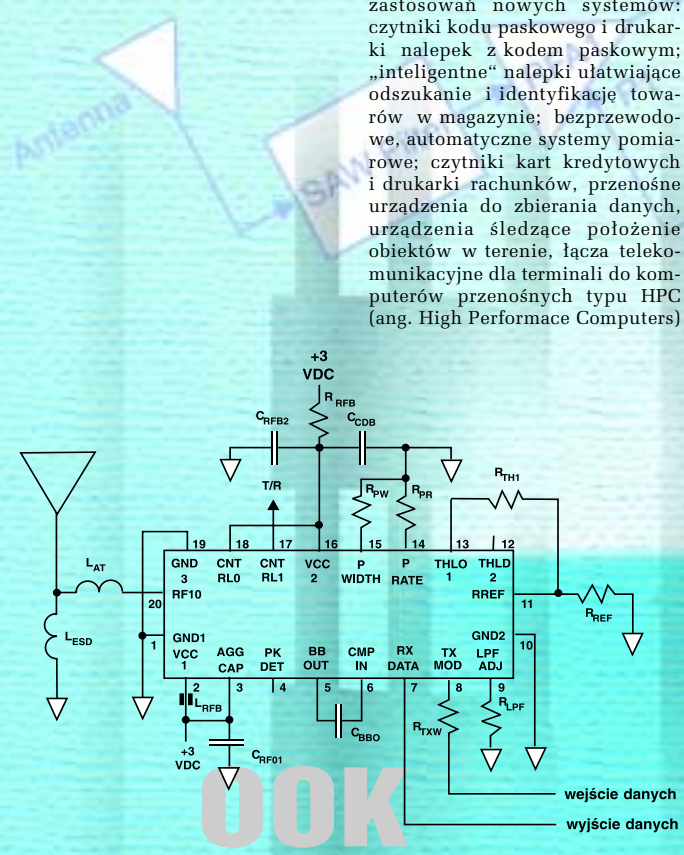 zastosowań nowych systemów:
czytniki kodu paskowego i drukar-
ki nalepek z kodem paskowym;
„inteligentne“ nalepki ułatwiające
odszukanie i identyfikację towa-
rów w magazynie; bezprzewodo-
we, automatyczne systemy pomia-
rowe; czytniki kart kredytowych
i drukarki rachunków, przenośne
urządzenia do zbierania danych,
urządzenia śledzące położenie
obiektów w terenie, łącza teleko-
munikacyjne dla terminali do kom-
puterów przenośnych typu HPC
(ang. High Performace Computers)
Antenna
SAW Filter
+3
VDC
R RFB
CRFB2
CCDB
T/R
RPW
RPR
RTH1
19
18
17
16
15
14
13
12
GND
3
CNT
RL0
CNT
RL1
VCC
2
P
WIDTH
P
RATE
THLO
1
THLD
2
LAT
RF10
20
RREF
11
RREF
LESD
1
GND1
VCC
1
AGG
CAP
PK
DET
BB
OUT
CMP
IN
RX
DATA
TX
MOD
GND2
LPF
ADJ
10
2
3
4
5
6
7
8
9
LRFB
RLPF
RTXW
CBBO
+3
VDC
CRF01
OOK
wejście danych
wyjście danych